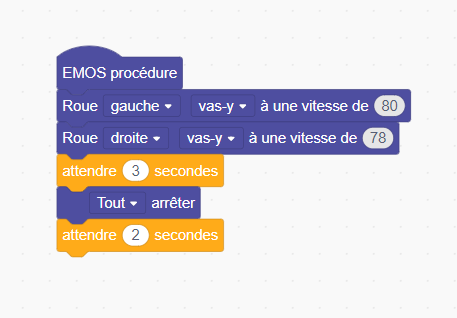 EMOS procédure
Roue gauche vas-y à une vitesse de 80
Roue droite vas-y à une vitesse de 78
attendre 3 secondes
Tout arrêter
attendre 2 secondes